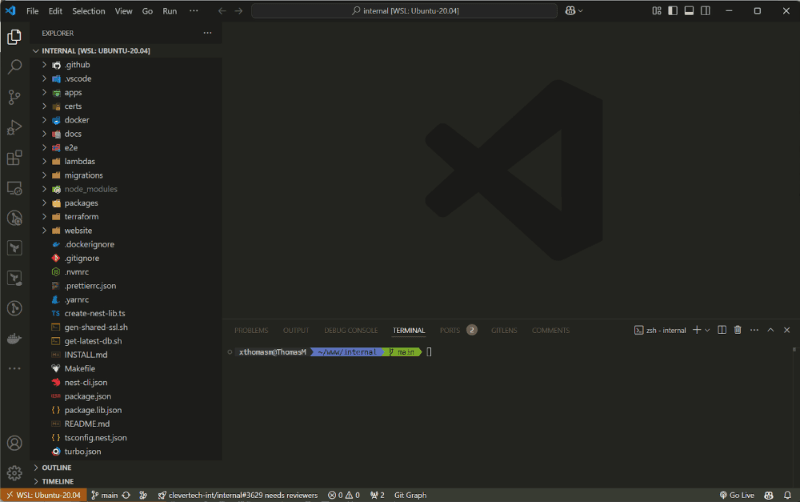 File Edit Selection View Go Run ··· internal [WSL: Ubuntu-20.04]
EXPLORER ···
INTERNAL [WSL: UBUNTU-20.04]
.github
.vscode
apps
certs
docker
docs
e2e
lambdas
migrations
node_modules
packages
terraform
website
.dockerignore
.gitignore
.nvmrc
.prettierrc.json
.yarnrc
TS create-nest-lib.ts
gen-shared-ssl.sh
get-latest-db.sh
INSTALL.md
Makefile
nest-cli.json
package.json
{ } package.lib.json
README.md
{ } tsconfig.nest.json
turbo.json
OUTLINE
TIMELINE
PROBLEMS OUTPUT DEBUG CONSOLE TERMINAL PORTS 2 GITLENS COMMENTS zsh - internal
xthomasm@ThomasM ~/www/internal main
WSL: Ubuntu-20.04 main clevertech-int/internal#3629 needs reviewers 0 0 2 Git Graph Go Live